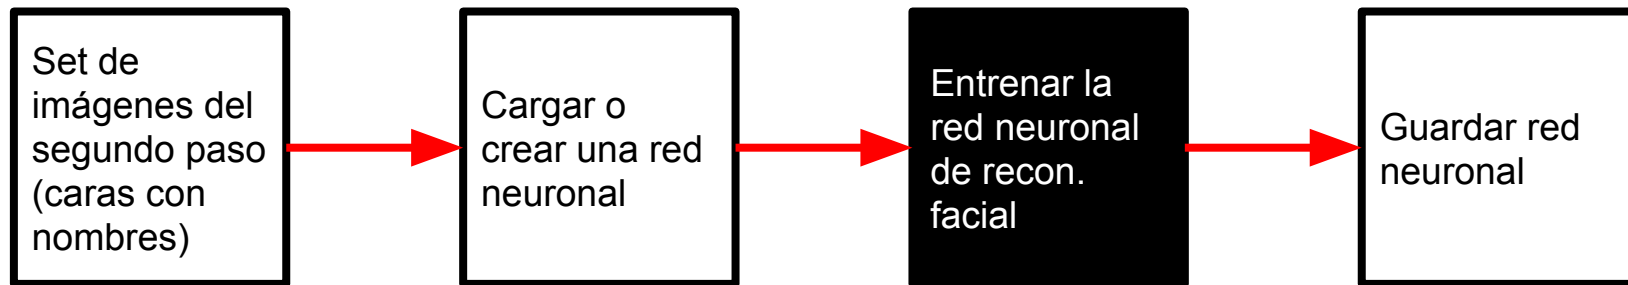 Set de
imágenes del
segundo paso
(caras con
nombres)
Cargar o
crear una red
neuronal
Entrenar la
red neuronal
de recon.
facial
Guardar red
neuronal